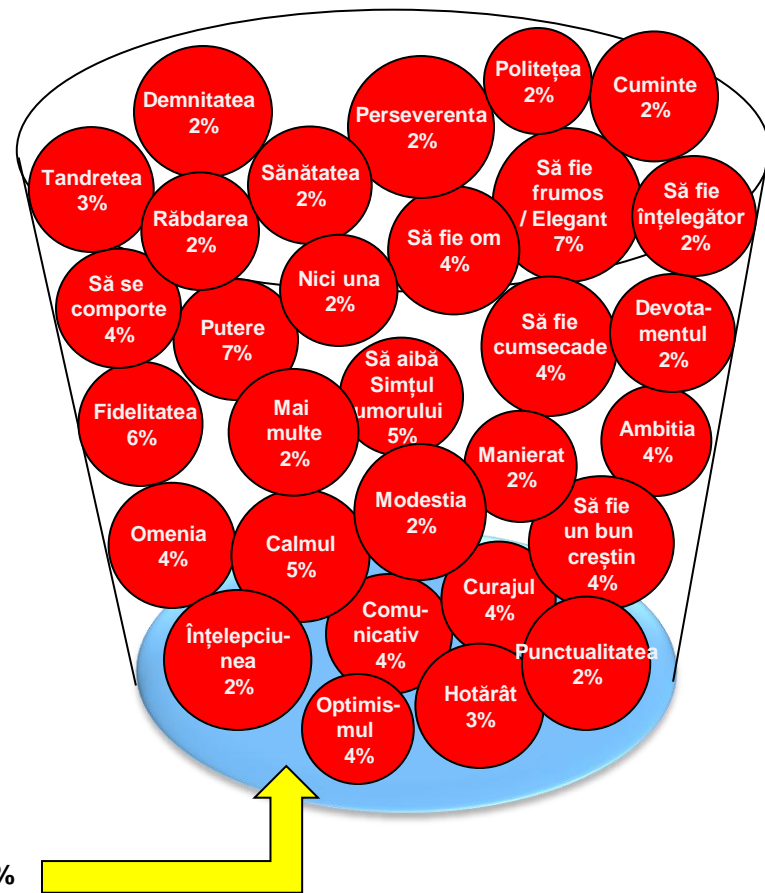 Politețea
2%
Cuminte
2%
Demnitatea
2%
Perseverenta
2%
Tandretea
3%
Sănătatea
2%
Să fie
frumos
/ Elegant
7%
Să fie
înțelegător
2%
Răbdarea
2%
Să fie om
4%
Nici una
2%
Să se
comporte
4%
Putere
7%
Să fie
cumsecade
4%
Devota-
mentul
2%
Să aibă
Simțul
umorului
5%
Fidelitatea
6%
Mai
multe
2%
Manierat
2%
Ambitia
4%
Modestia
2%
Să fie
un bun
creștin
4%
Omenia
4%
Calmul
5%
Curajul
4%
Comu-
nicativ
4%
Înțelepciu-
nea
2%
Punctualitatea
2%
Hotărât
3%
Optimis-
mul
4%
%